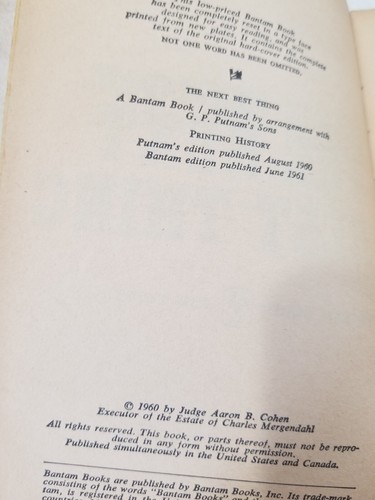 This low-priced Bantam Book
has been completely reset in a type face
designed for easy reading, and was
printed from new plates. It contains the complete
text of the original hard-cover edition.
NOT ONE WORD HAS BEEN OMITTED.
THE NEXT BEST THING
A Bantam Book / published by arrangement with
G. P. Putnam's Sons
PRINTING HISTORY
Putnam's edition published August 1960
Bantam edition published June 1961
© 1960 by Judge Aaron B. Cohen
Executor of the Estate of Charles Mergendahl
All rights reserved. This book, or parts thereof, must not be repro-
duced in any form without permission.
Published simultaneously in the United States and Canada.
Bantam Books are published by Bantam Books, Inc. Its trade-mark,
consisting of the words "Bantam Books" and
tam, is registered in the